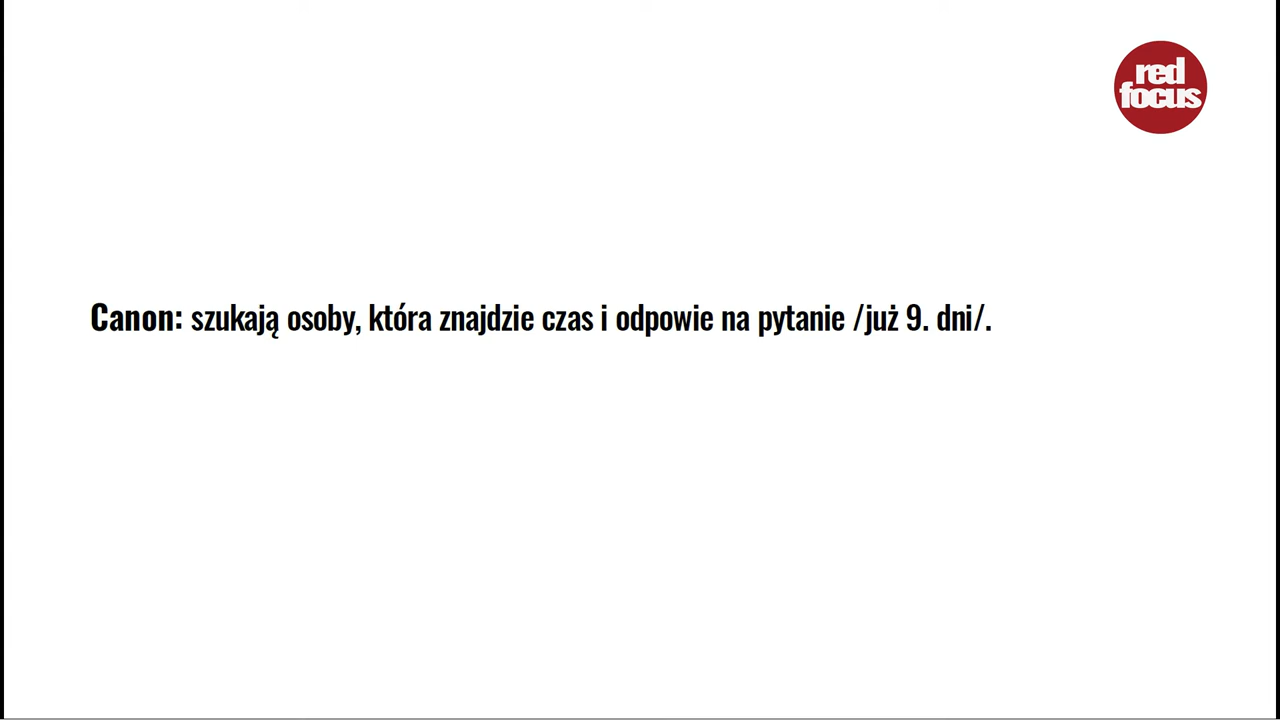 red
focus
Canon: szukają osoby, która znajdzie czas i odpowie na pytanie /już 9. dni/.